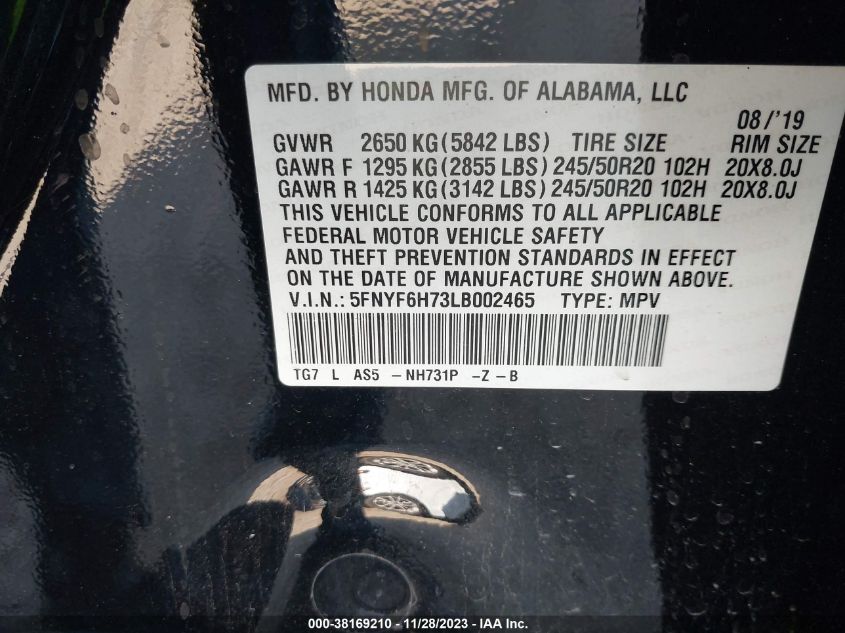 MFD. BY HONDA MFG. OF ALABAMA, LLC
08/'19
GVWR 2650 KG (5842 LBS) TIRE SIZE RIM SIZE
GAWR F 1295 KG (2855 LBS) 245/50R20 102H 20X8.0J
GAWR R 1425 KG (3142 LBS) 245/50R20 102H 20X8.0J
THIS VEHICLE CONFORMS TO ALL APPLICABLE
FEDERAL MOTOR VEHICLE SAFETY
AND THEFT PREVENTION STANDARDS IN EFFECT
ON THE DATE OF MANUFACTURE SHOWN ABOVE.
V.I.N.: 5FNYF6H73LB002465 TYPE: MPV
TG7 L AS5 -NH731P -Z-B
000-38169210 - 11/28/2023 - IAA Inc.